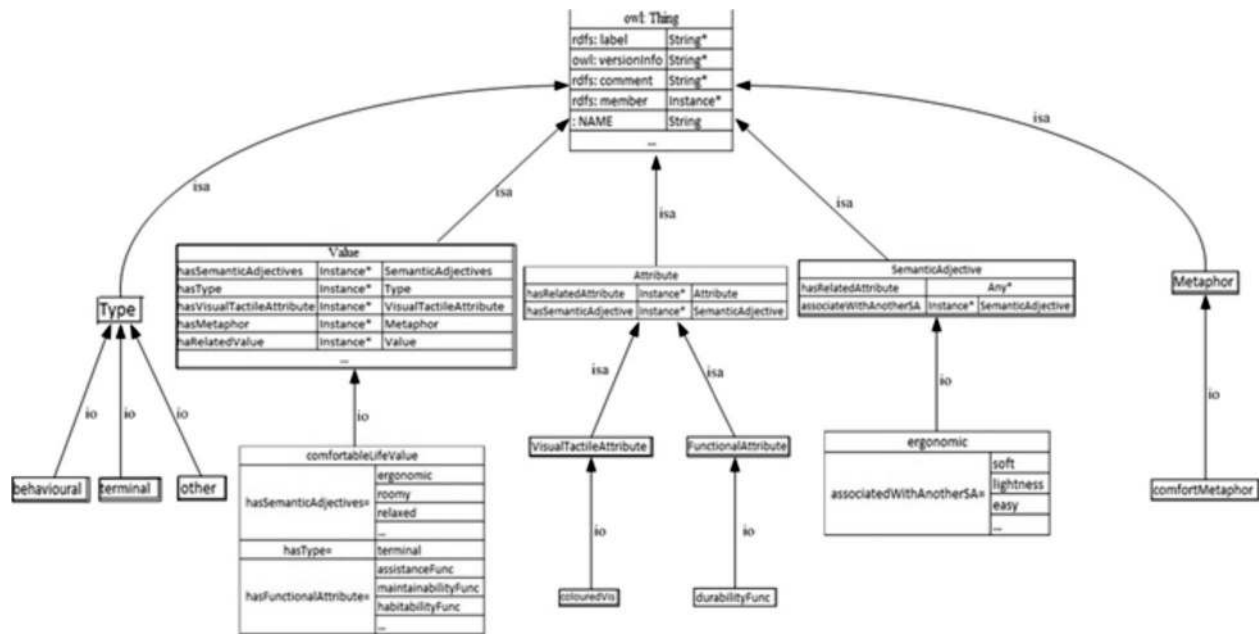 owl: Thing
rdfs: label String*
owl: versionInfo String*
rdfs: comment String*
rdfs: member Instance*
: NAME String
...
isa
isa
isa
isa
isa
Value
hasSemanticAdjectives Instance* SemanticAdjectives
hasType Instance* Type
hasVisualTactileAttribute Instance* VisualTactileAttribute
hasMetaphor Instance* Metaphor
haRelatedValue Instance* Value
...
Attribute
hasRelatedAttribute Instance* Attribute
hasSemanticAdjective Instance* SemanticAdjective
SemanticAdjective
hasRelatedAttribute Any*
associateWithAnotherSA Instance* SemanticAdjective
Metaphor
Type
io
io
io
io
isa
isa
io
io
behavioural
terminal
other
comfortableLifeValue
hasSemanticAdjectives=
ergonomic
roomy
relaxed
...
hasType= terminal
hasFunctionalAttribute=
assistanceFunc
maintainabilityFunc
habitabilityFunc
...
VisualTactileAttribute
FunctionalAttribute
io
io
colouredVis
durabilityFunc
ergonomic
associatedWithAnotherSA=
soft
lightness
easy
...
comfortMetaphor